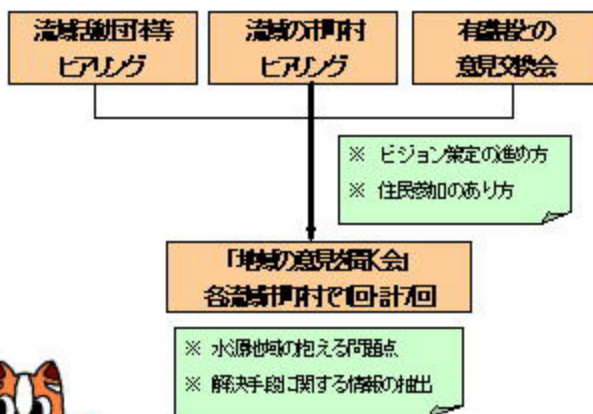 流域活動団体等
ヒアリング
流域の市町村
ヒアリング
有識者との
意見交換会
※ ビジョン策定の進め方
※ 住民参加のあり方
「地域の意見を聞く会」
各流域市町村で1回・計7回
※ 水源地域の抱える問題点
※ 解決手段に関する情報の抽出